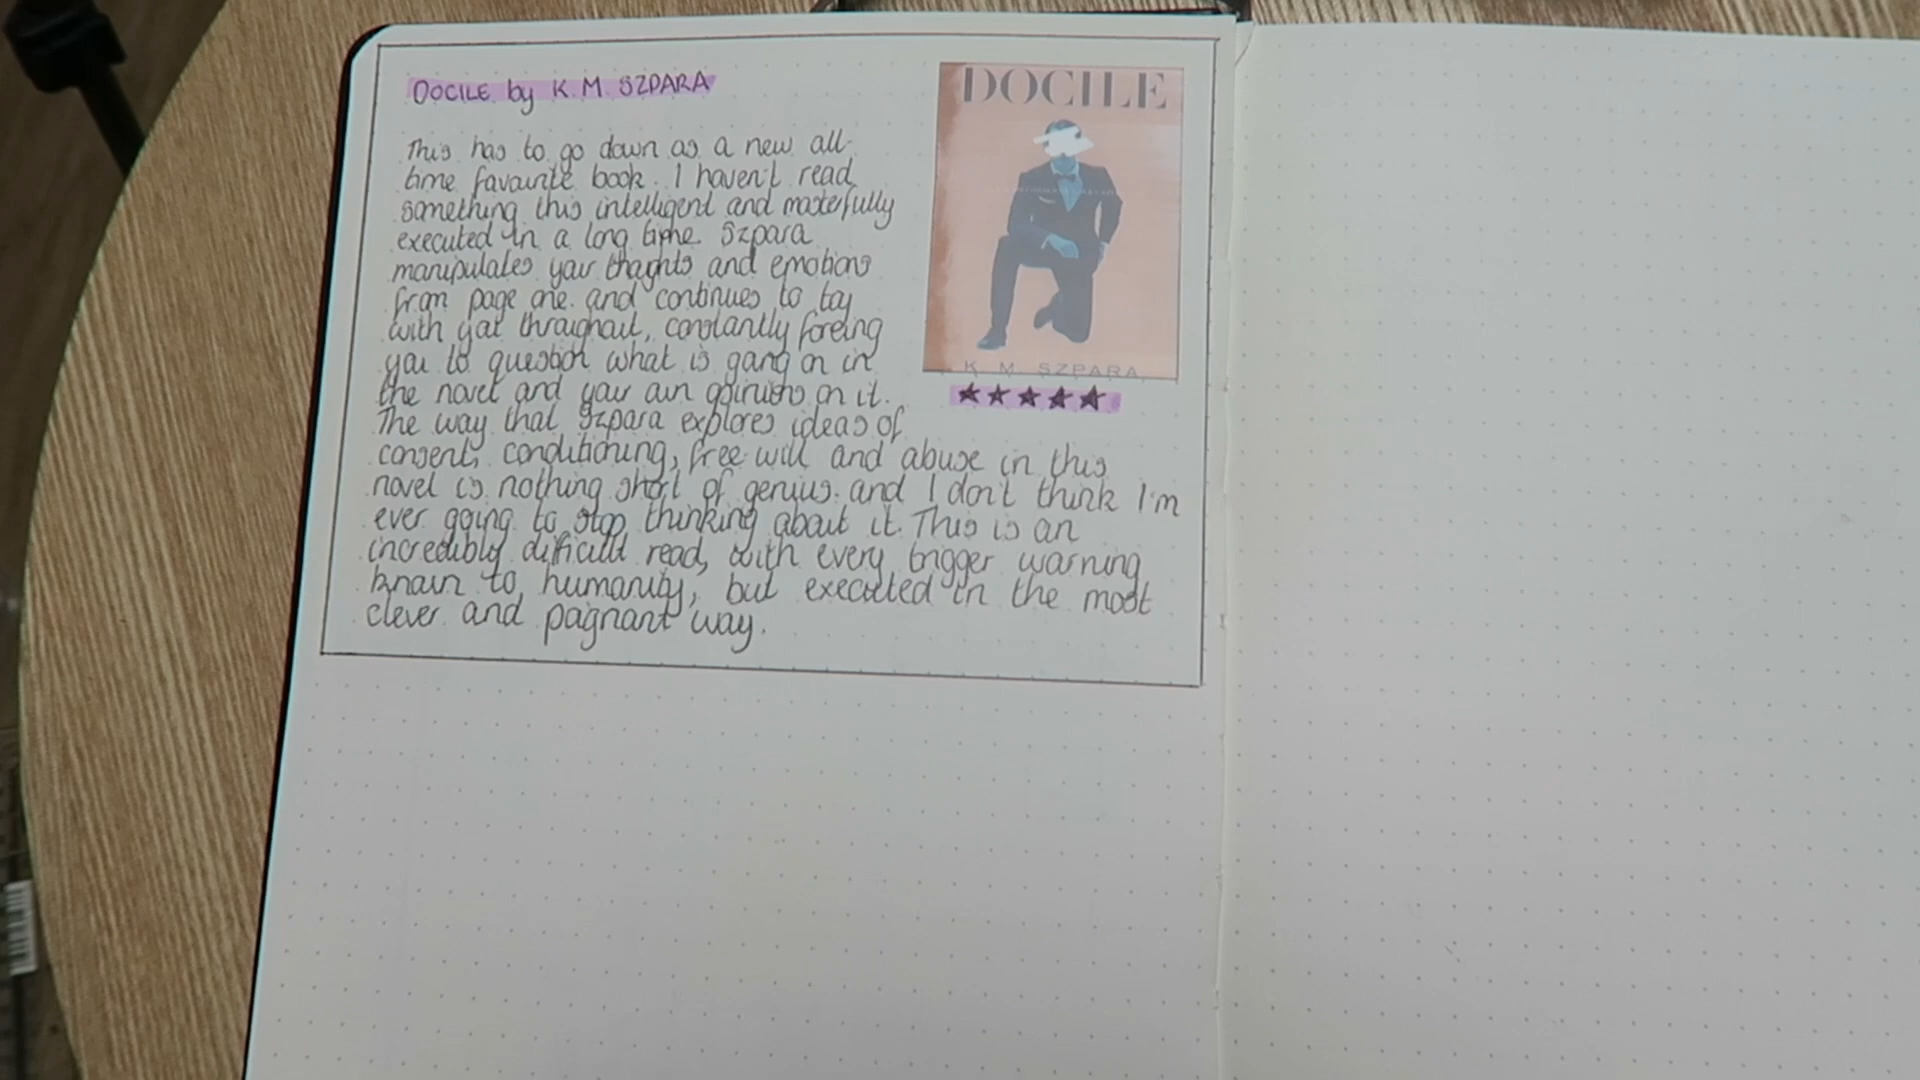 DOCILE by K M SZPARA
This has to go down as a new all-
time favourite book. I haven't read
something this intelligent and masterfully
executed in a long time. Szpara
manipulates your thoughts and emotions
from page one and continues to toy
with you throughout, constantly forcing
you to question what is going on in
the novel and your own opinions on it.
The way that Szpara explores ideas of
consent, conditioning, free will and abuse in this
novel is nothing short of genius and I don't think I'm
ever going to stop thinking about it. This is an
incredibly difficult read, with every trigger warning
known to humanity, but executed in the most
clever and poignant way.
DOCILE
K M SZPARA